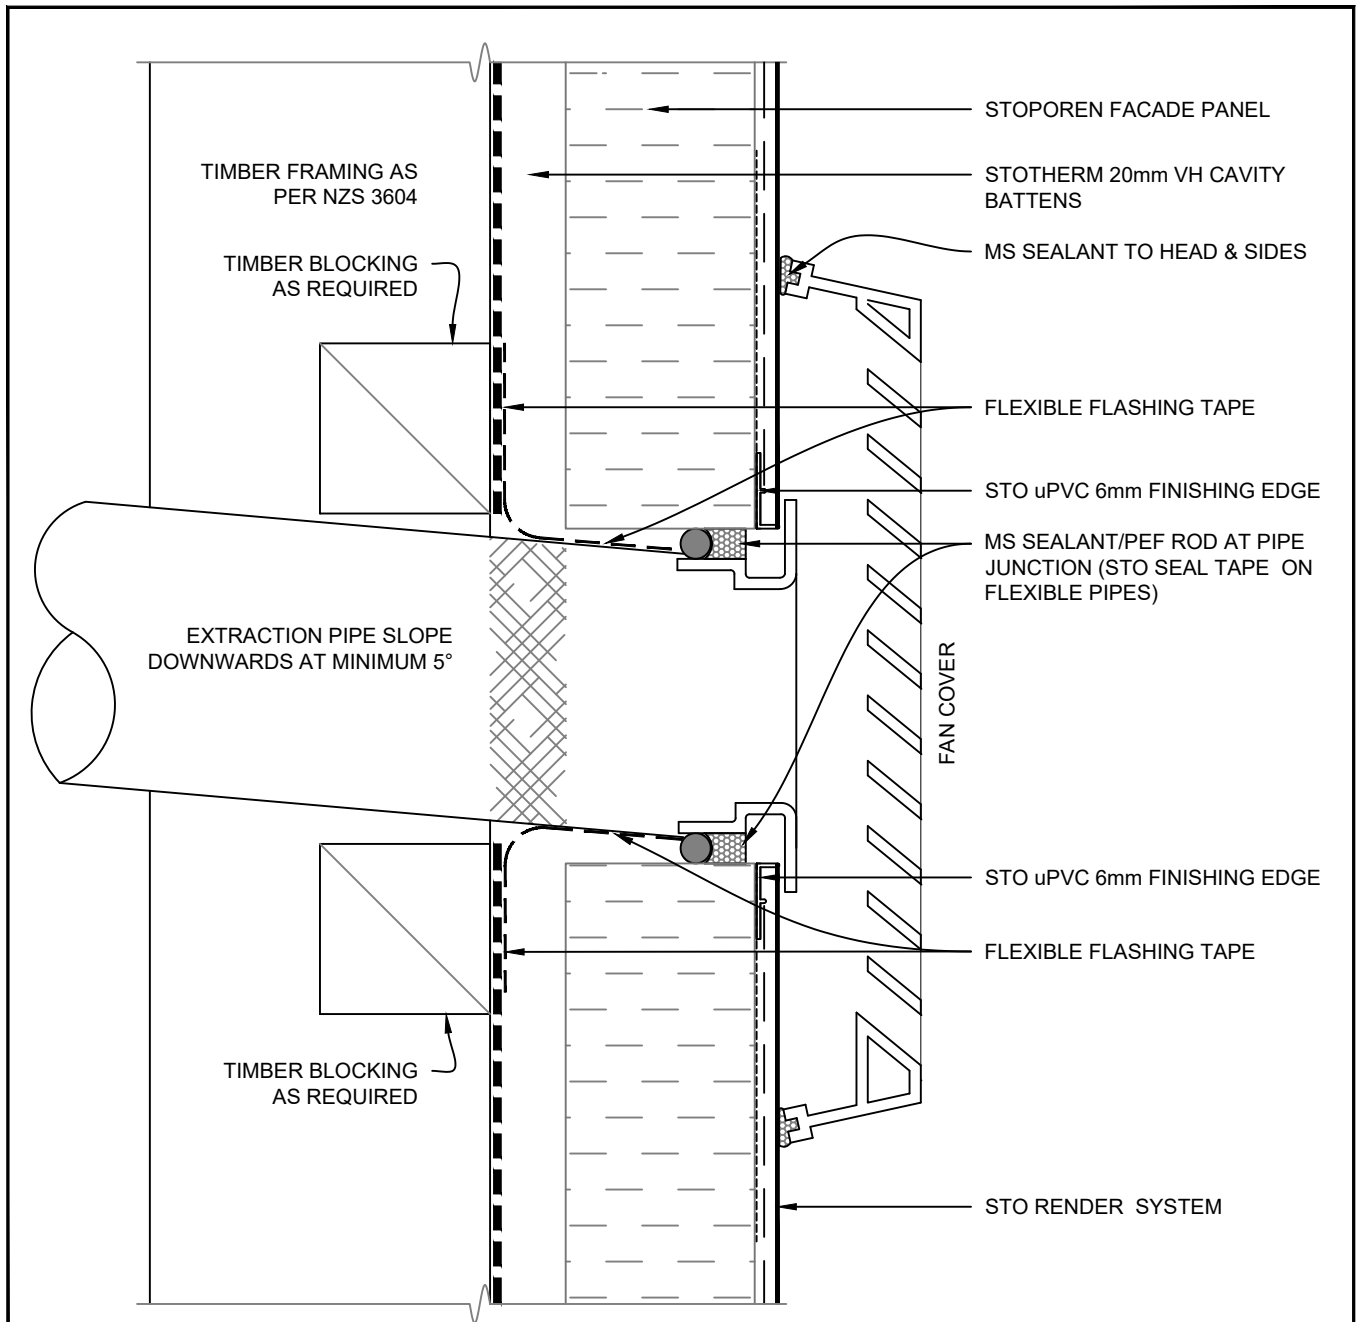 STOPOREN FACADE PANEL
TIMBER FRAMING AS
PER NZS 3604
STOTHERM 20mm VH CAVITY
BATTENS
MS SEALANT TO HEAD & SIDES
TIMBER BLOCKING
AS REQUIRED
FLEXIBLE FLASHING TAPE
STO uPVC 6mm FINISHING EDGE
MS SEALANT/PEF ROD AT PIPE
JUNCTION (STO SEAL TAPE ON
FLEXIBLE PIPES)
EXTRACTION PIPE SLOPE
DOWNWARDS AT MINIMUM 5°
FAN COVER
STO uPVC 6mm FINISHING EDGE
FLEXIBLE FLASHING TAPE
TIMBER BLOCKING
AS REQUIRED
STO RENDER SYSTEM